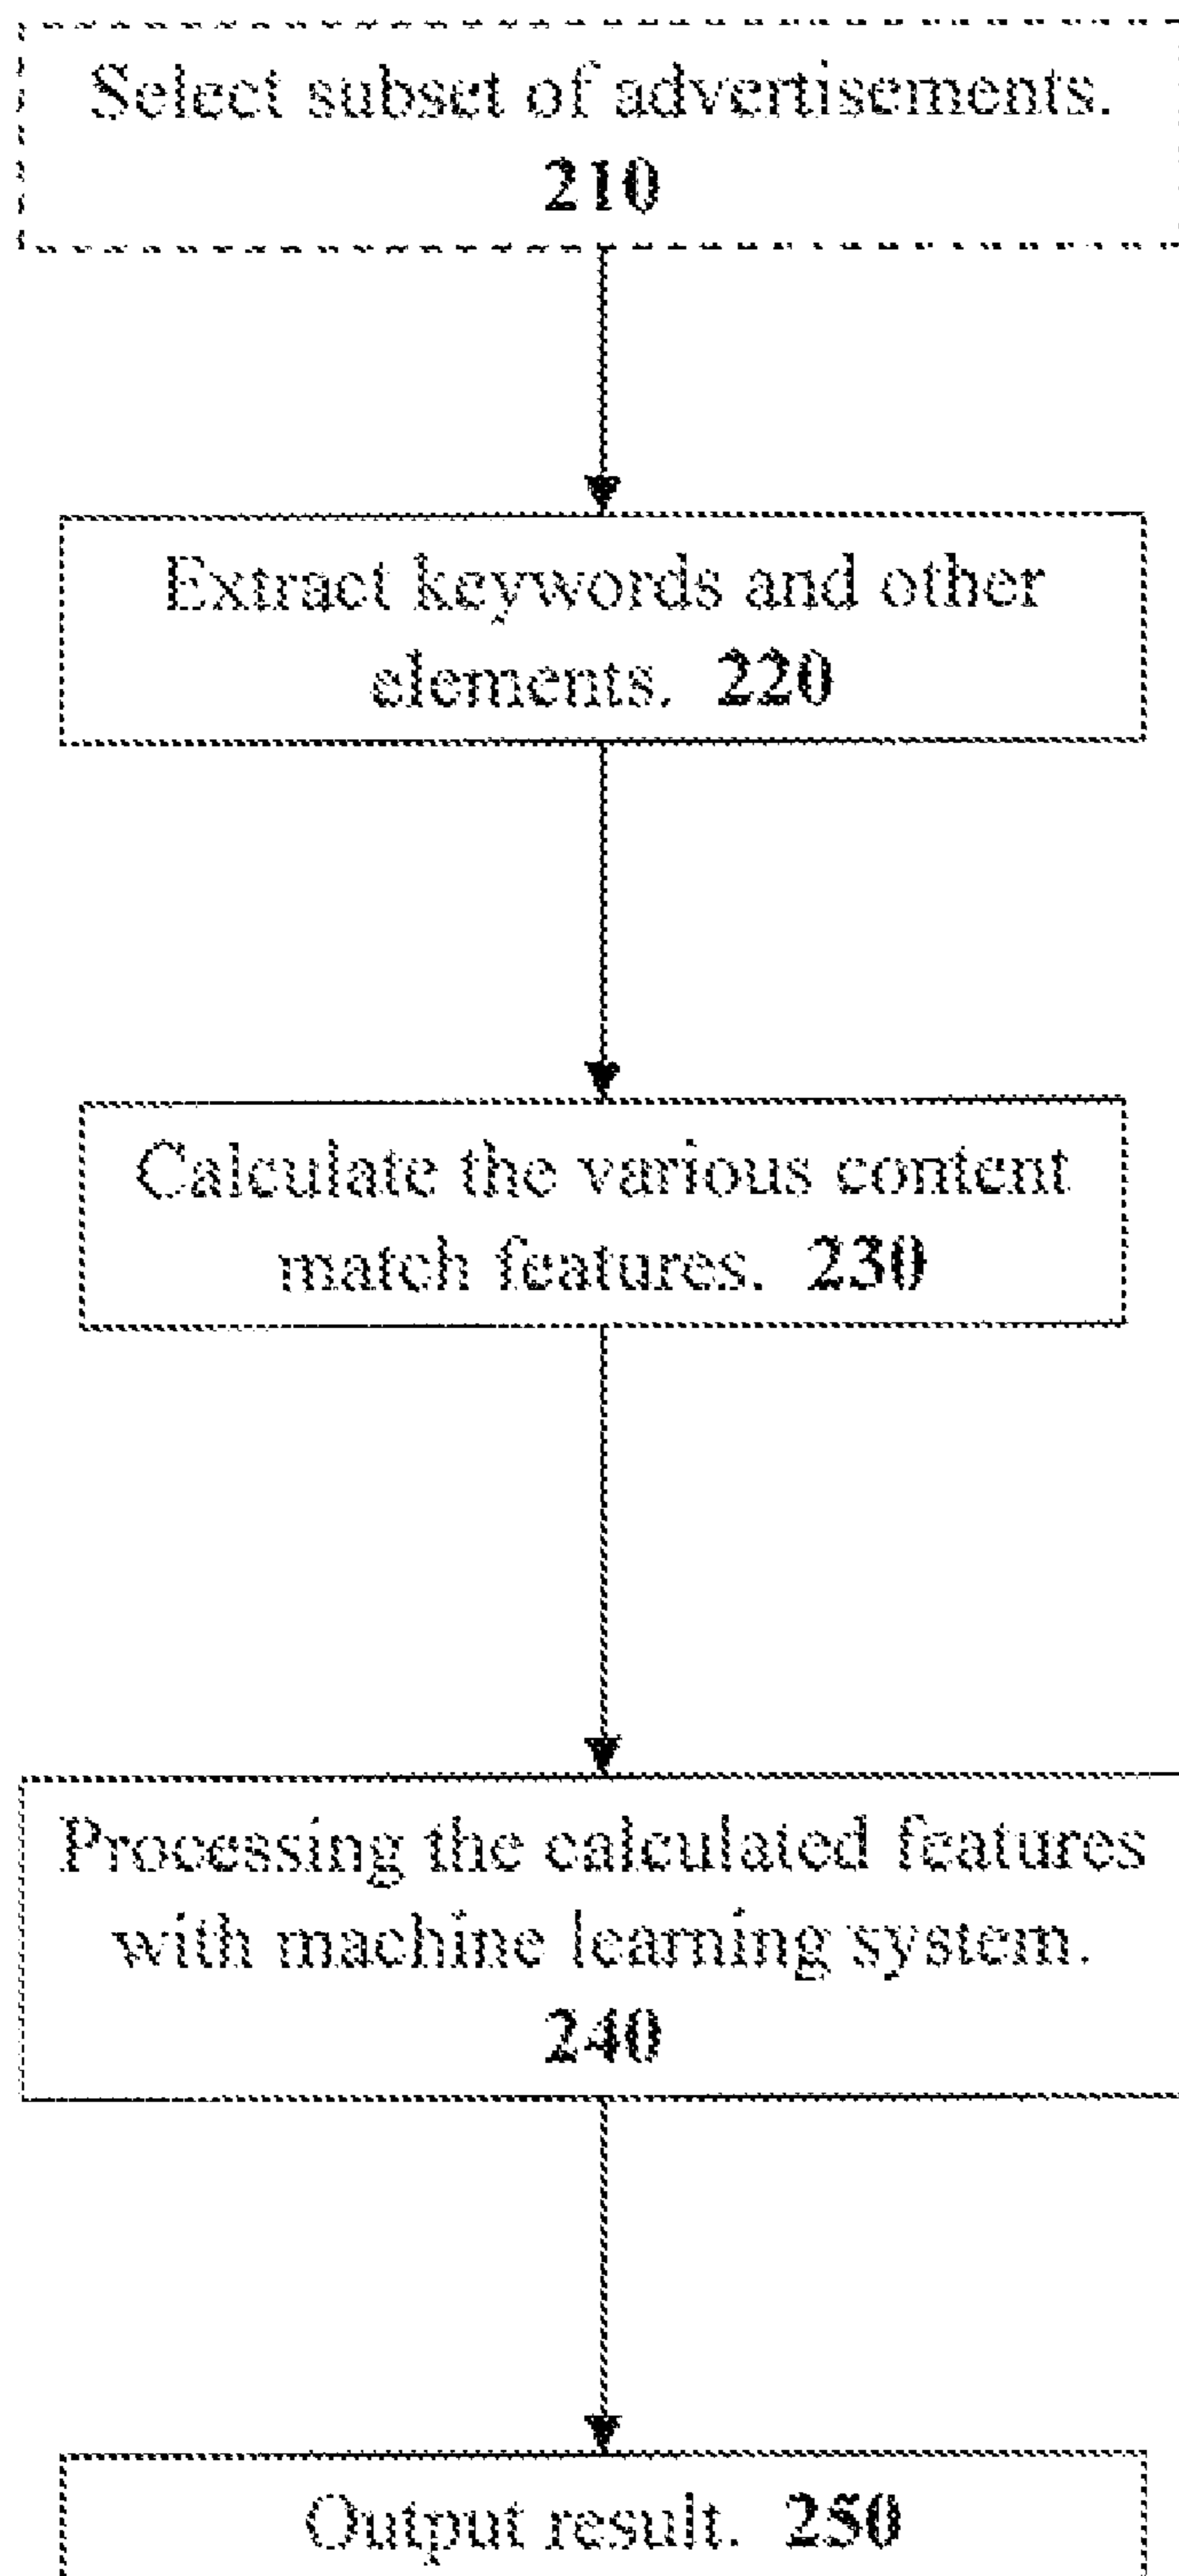 Select subset of advertisements.
210
Extract keywords and other
elements. 220
Calculate the various content
match features. 230
Processing the calculated features
with machine learning system.
240
Output result. 250